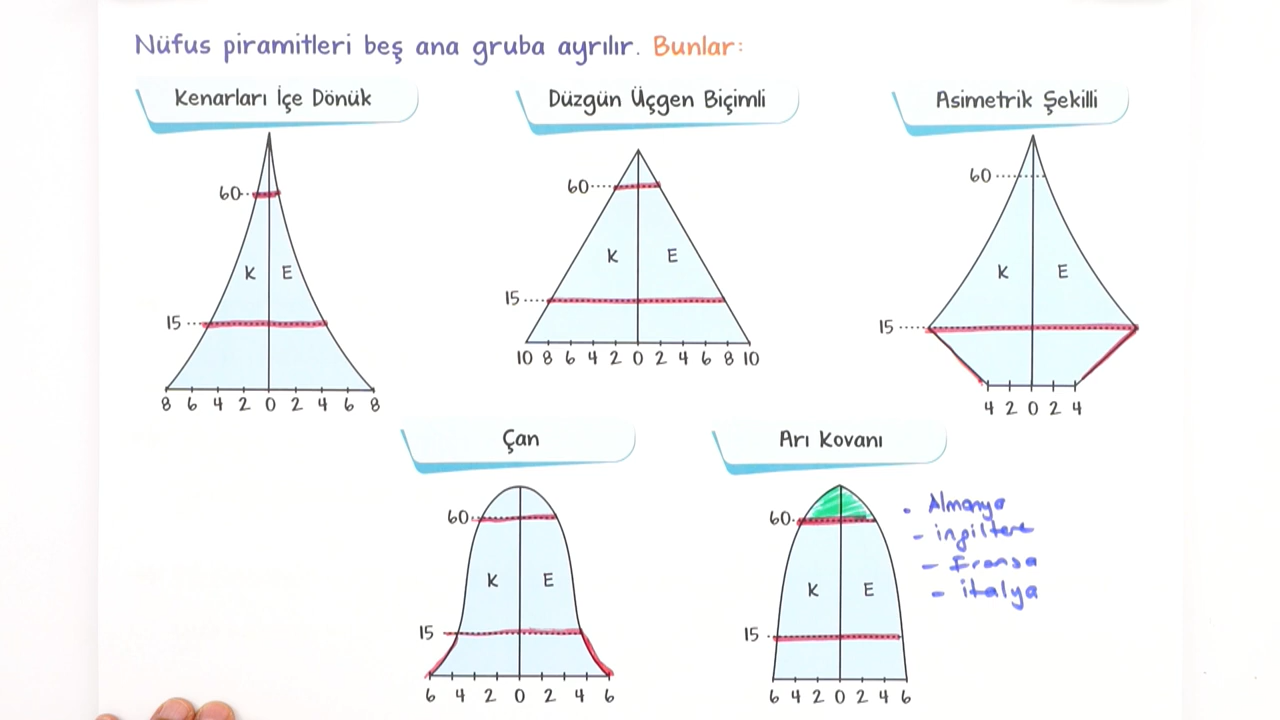 Nüfus piramitleri beş ana gruba ayrılır. Bunlar:
Kenarları İçe Dönük
60
K E
15
8 6 4 2 0 2 4 6 8
Düzgün Üçgen Biçimli
60
K E
15
10 8 6 4 2 0 2 4 6 8 10
Asimetrik Şekilli
60
K E
15
4 2 0 2 4
Çan
60
K E
15
6 4 2 0 2 4 6
Arı Kovanı
60
K E
15
6 4 2 0 2 4 6
. Almanya
- ingiltere
- Fransa
- italya